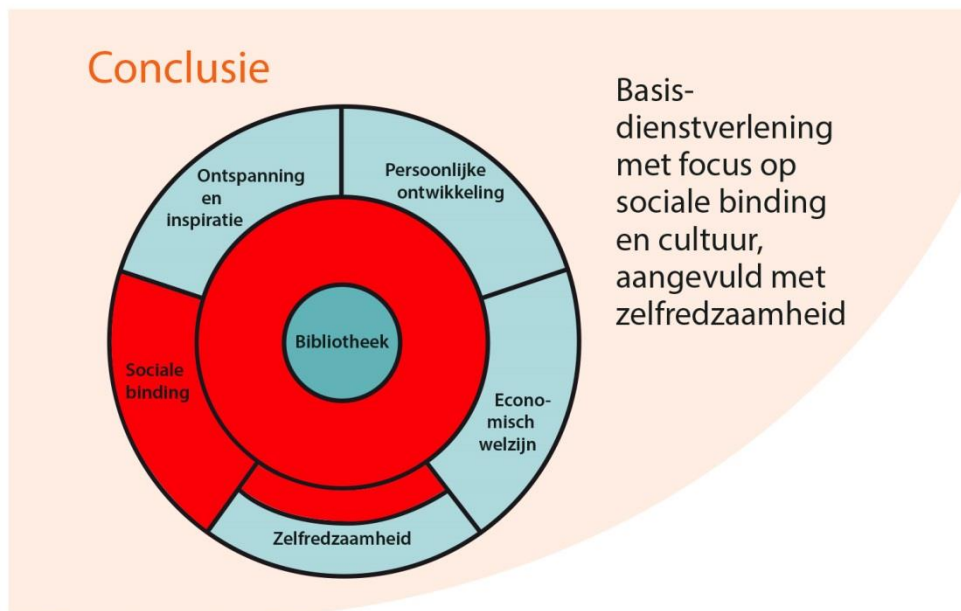 Conclusie
Basis-
dienstverlening
met focus op
sociale binding
en cultuur,
aangevuld met
zelfredzaamheid
Ontspanning
en
inspiratie
Persoonlijke
ontwikkeling
Bibliotheek
Sociale
binding
Econo-
misch
welzijn
Zelfredzaamheid